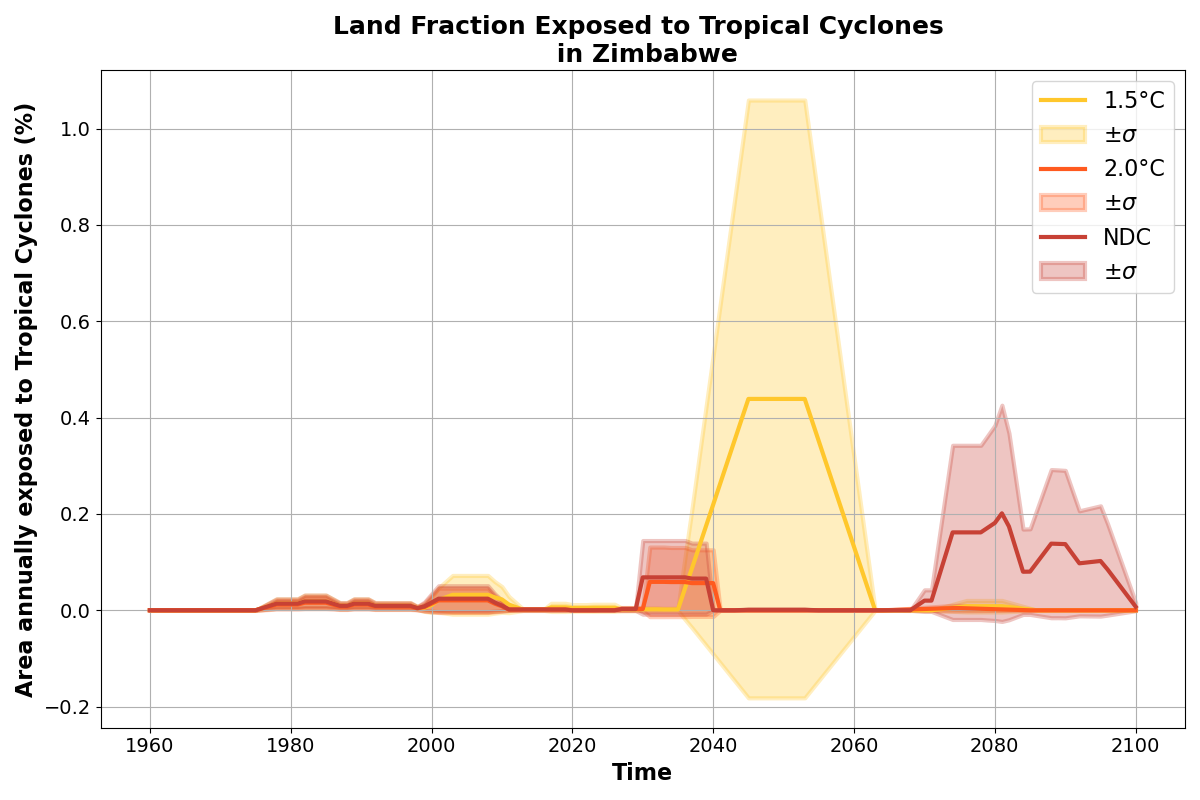 Land Fraction Exposed to Tropical Cyclones
in Zimbabwe
Area annually exposed to Tropical Cyclones (%)
1.0
0.8
0.6
0.4
0.2
0.0
−0.2
1.5°C
±σ
2.0°C
±σ
NDC
±σ
1960 1980 2000 2020 2040 2060 2080 2100
Time